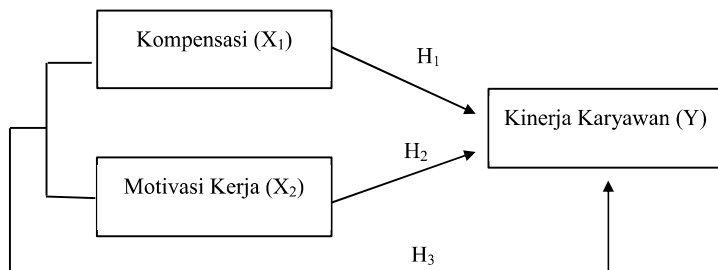 Kompensasi (X₁)
H₁
Kinerja Karyawan (Y)
H₂
Motivasi Kerja (X₂)
H₃